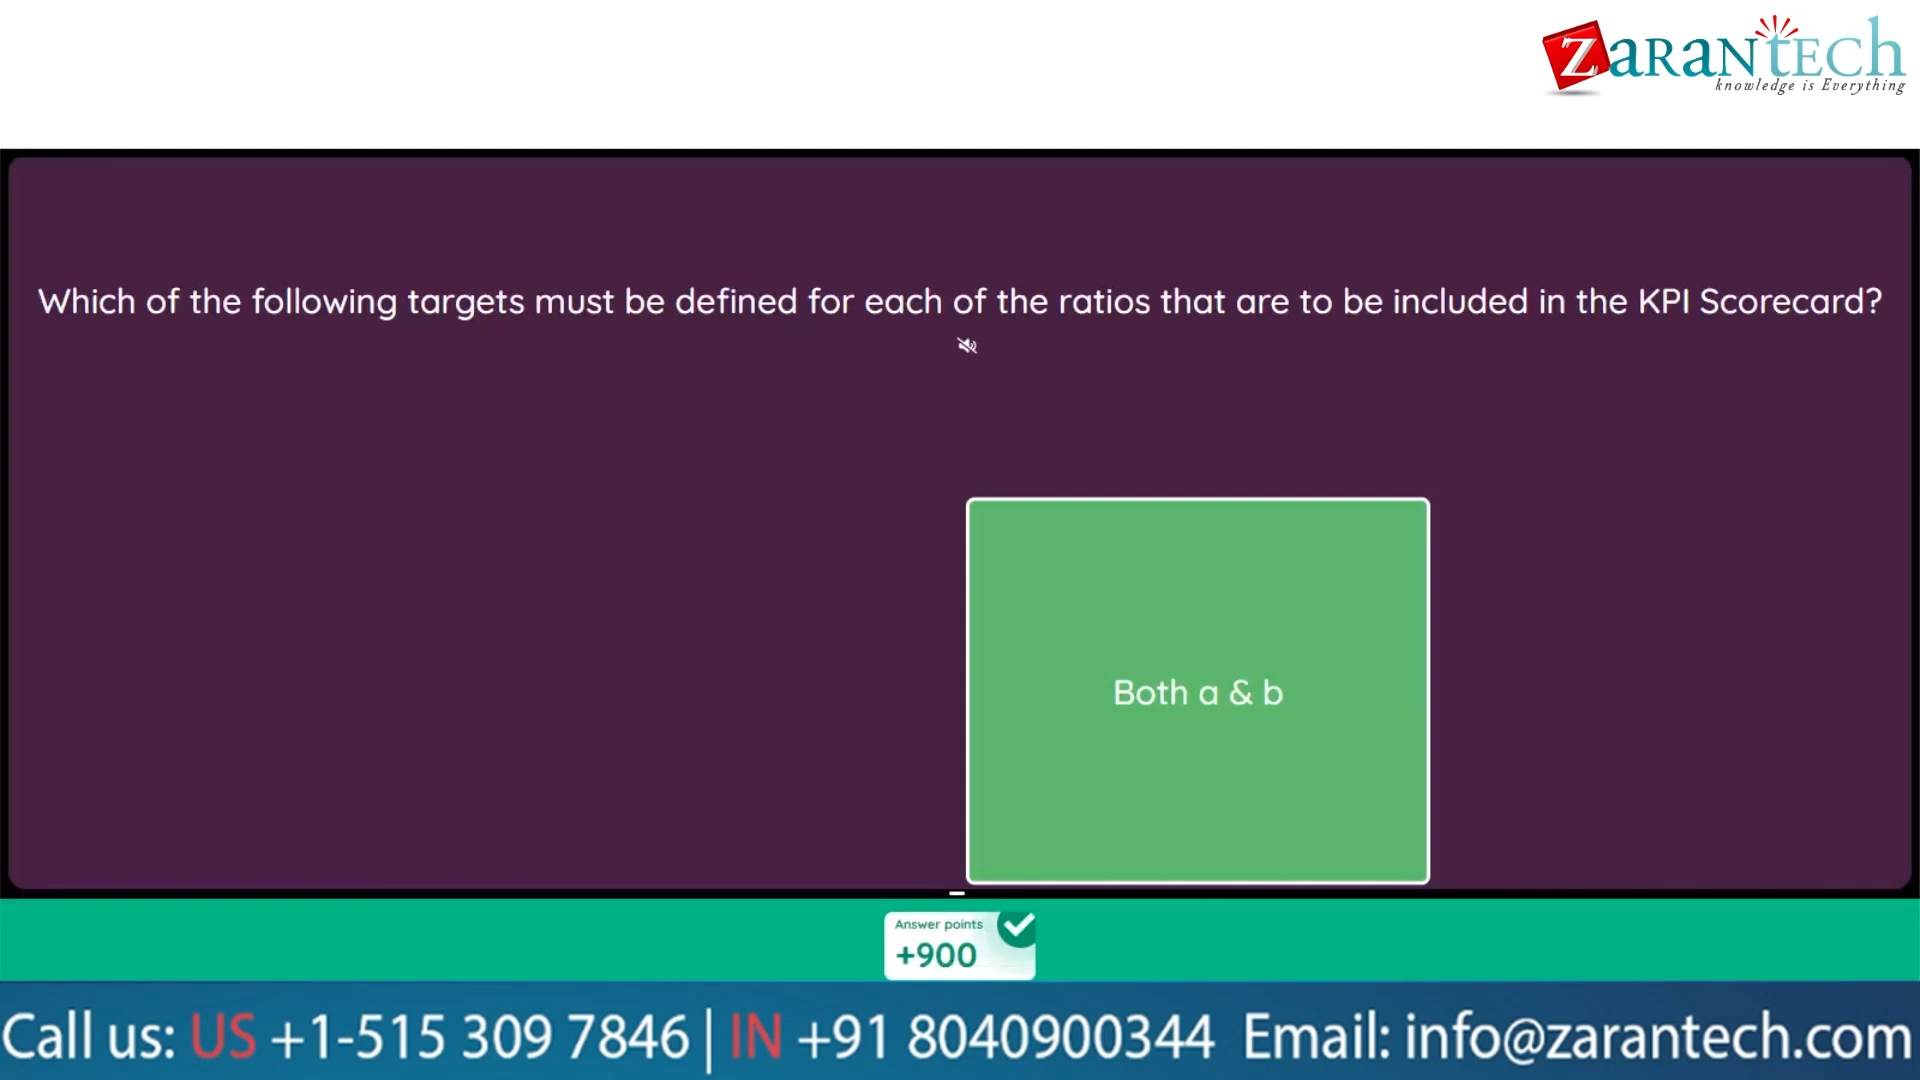 ZaranTech
knowledge is Everything
Which of the following targets must be defined for each of the ratios that are to be included in the KPI Scorecard?
Both a & b
Answer points
+900
Call us: US +1-515 309 7846 | IN +91 8040900344 Email: info@zarantech.com